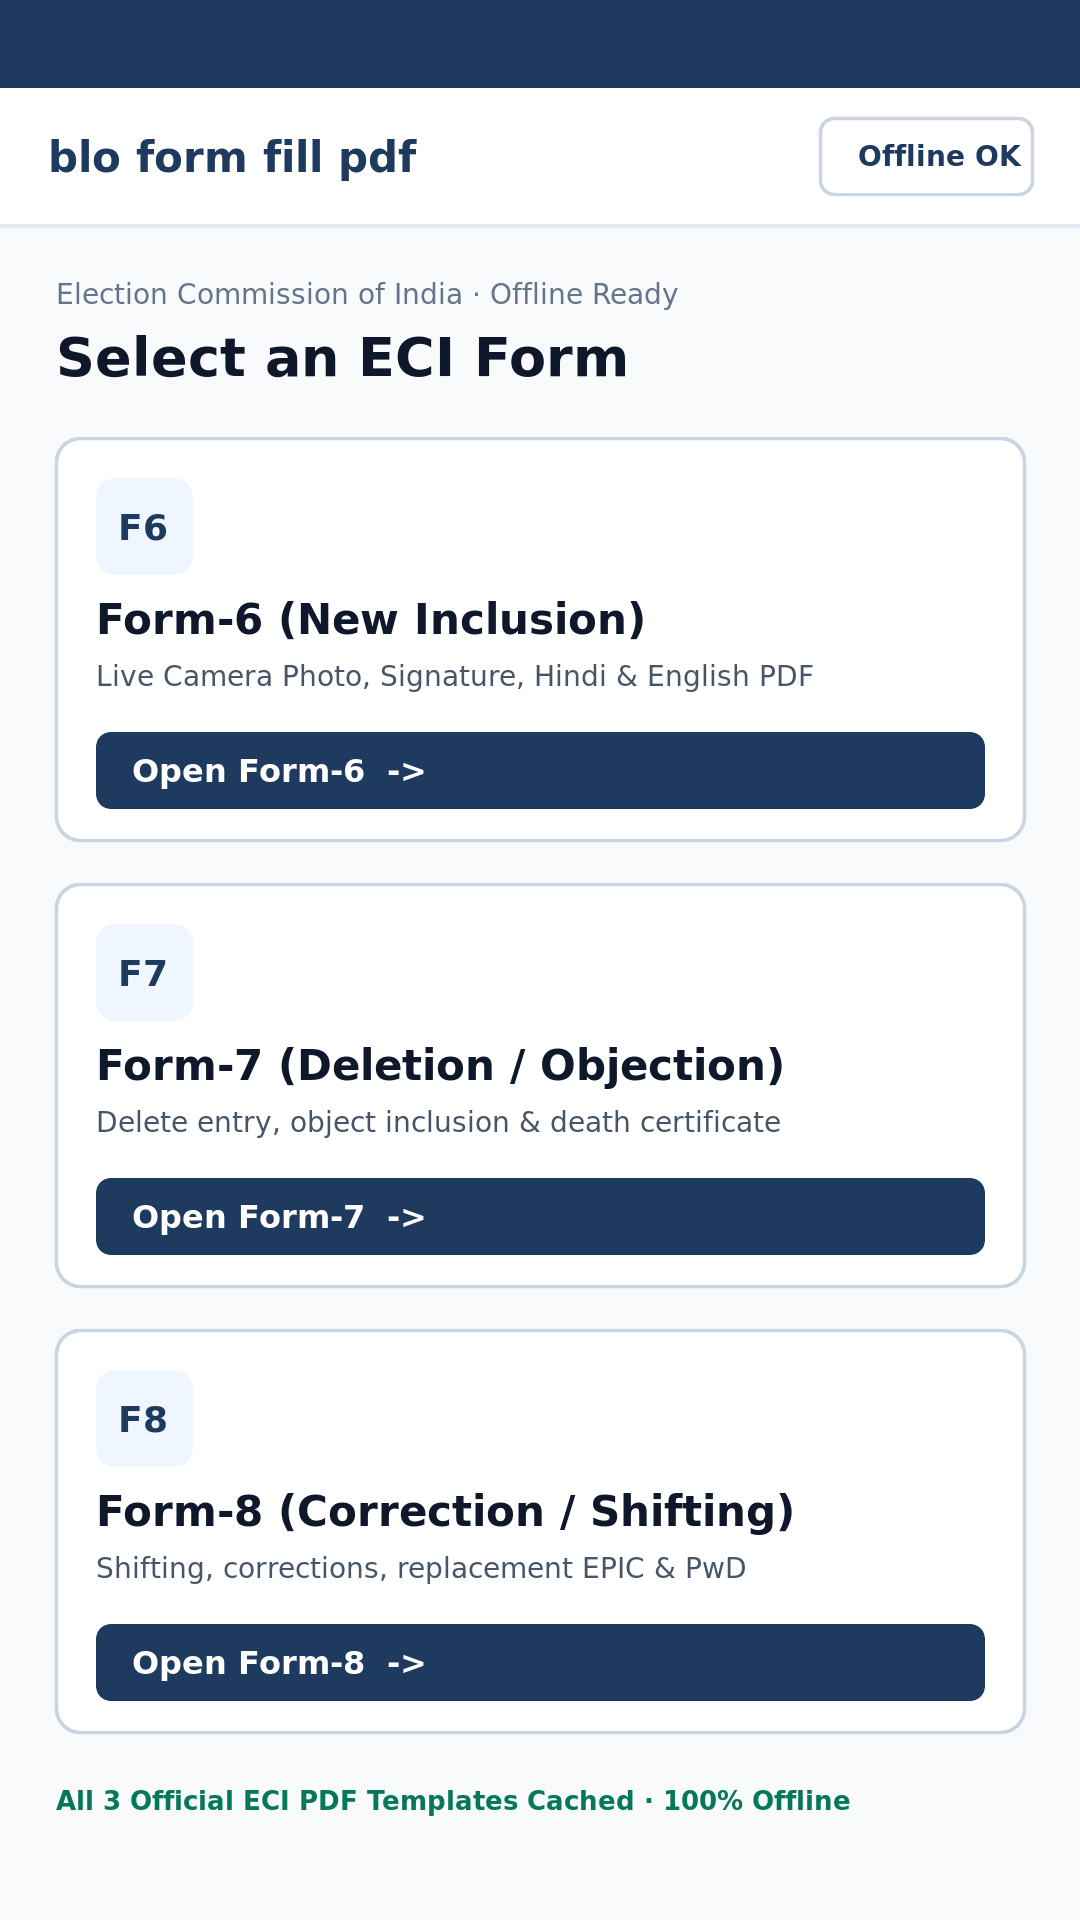 blo form fill pdf
Offline OK
Election Commission of India · Offline Ready
Select an ECI Form
F6
Form-6 (New Inclusion)
Live Camera Photo, Signature, Hindi & English PDF
Open Form-6 ->
F7
Form-7 (Deletion / Objection)
Delete entry, object inclusion & death certificate
Open Form-7 ->
F8
Form-8 (Correction / Shifting)
Shifting, corrections, replacement EPIC & PwD
Open Form-8 ->
All 3 Official ECI PDF Templates Cached · 100% Offline